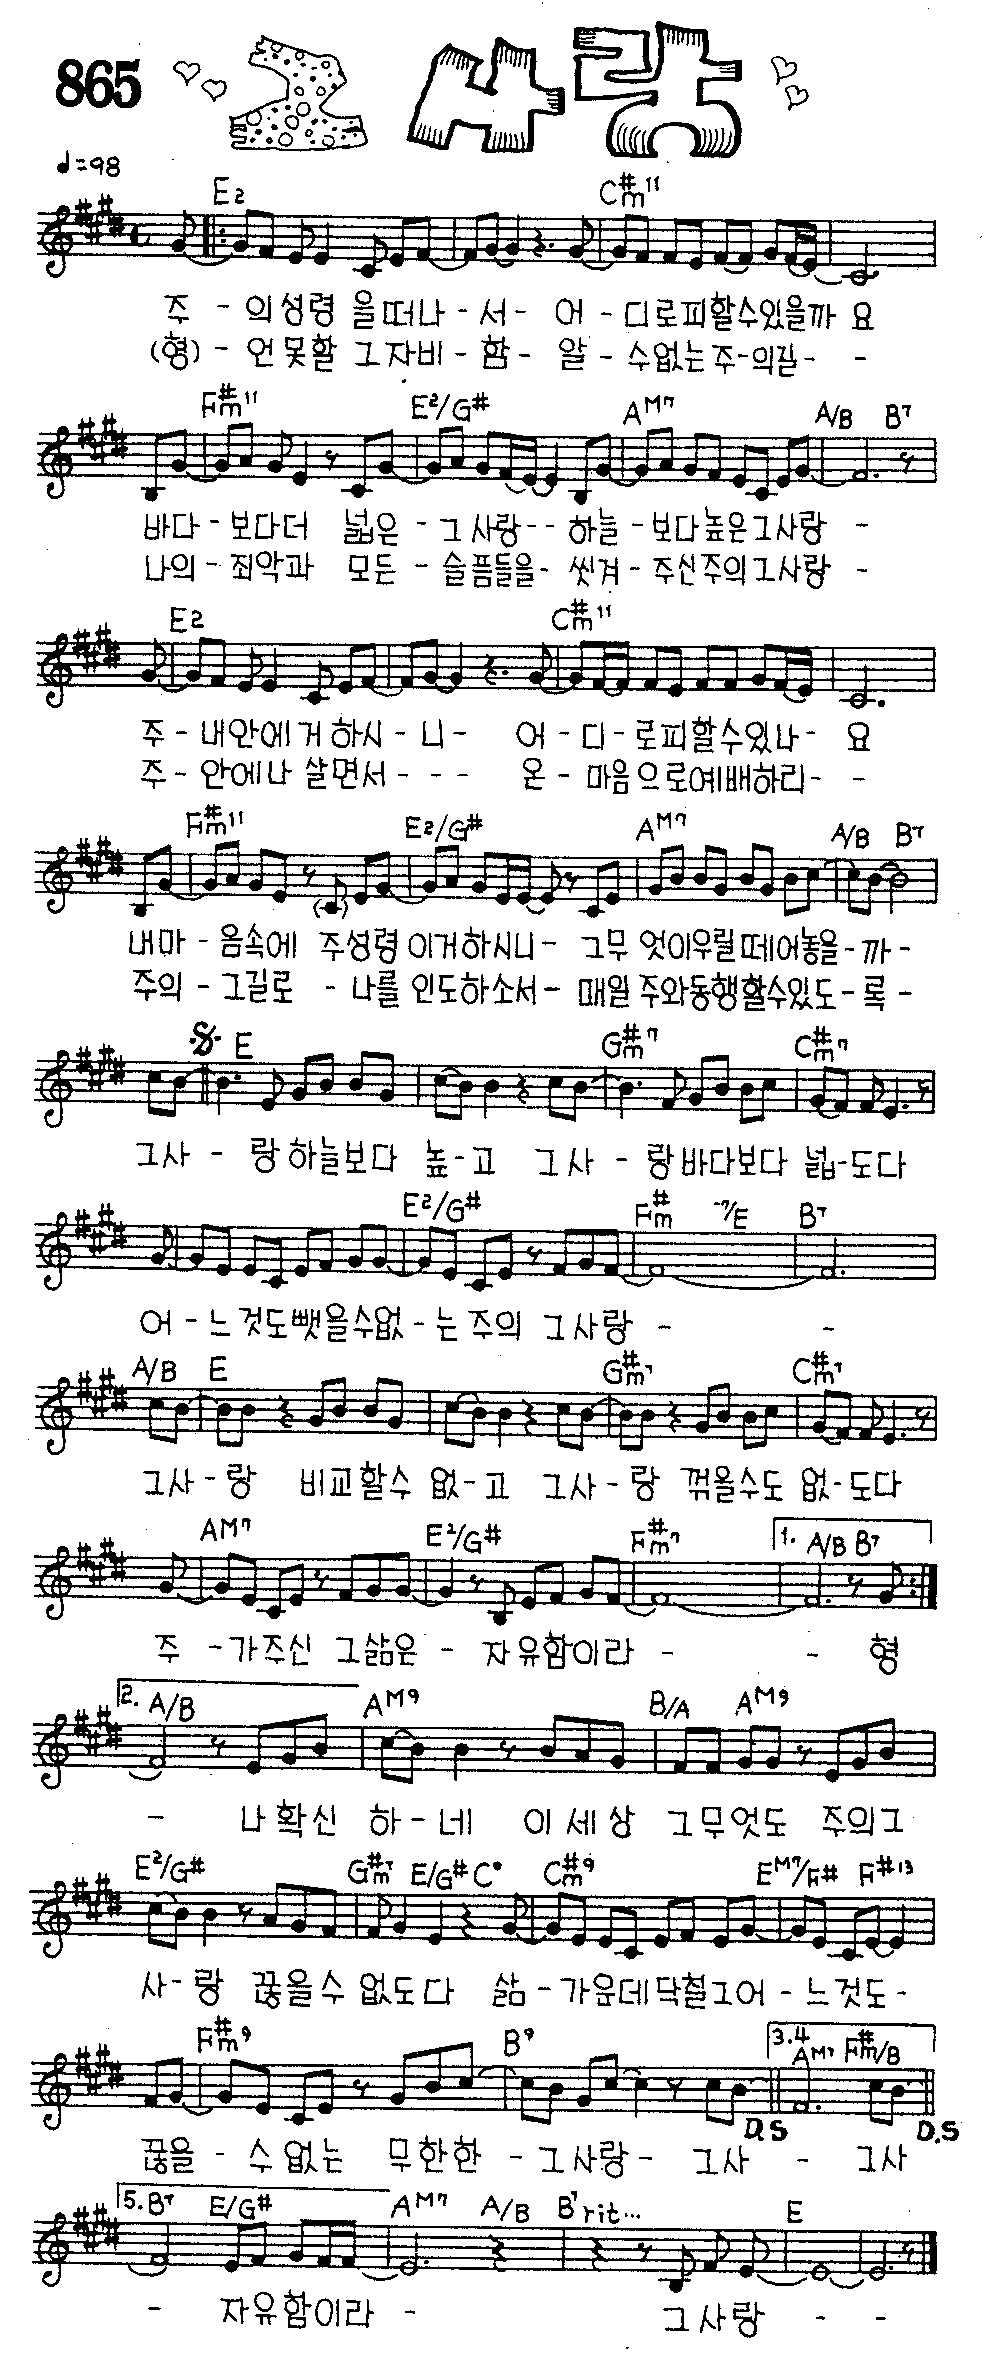 865 그 사랑
♩=98
E2 C#m11
주 - 의성령 을떠나 - 서 - 어 - 디로피할수있을까 요
(형) - 언못할 그자비 - 함 - 알 - 수없는주-의길 - -
F#m11 E2/G# AM7 A/B B7
바다 - 보다더 넓은 - 그사랑 - - 하늘 - 보다높은그사랑 -
나의 - 죄악과 모든 - 슬픔들을 - 씻겨 - 주신주의그사랑 -
E2 C#m11
주 - 내안에거하시 - 니 - 어 - 디 - 로피할수있나 - 요
주 - 안에나 살면서 - - - 온 - 마음으로예배하리 - -
F#m11 E2/G# AM7 A/B B7
내마 - 음속에 주성령이거하시니 - 그무 엇이우릴떼어놓을 - 까 -
주의 - 그길로 - 나를 인도하소서 - 매일 주와동행할수있도 - 록 -
E G#m7 C#m7
그사 - 랑하늘보다 높 - 고 그사 - 랑바다보다 넓 - 도다
E2/G# F#m -7/E B7
어 - 느것도뺏을수없 - 는주의 그사랑 - -
A/B E G#m7 C#m7
그사 - 랑 비교할수 없 - 고 그사 - 랑 꺾을수도 없 - 도다
AM7 E2/G# F#m7 1. A/B B7
주 - 가주신 그삶은 - 자유함이라 - - 형
2. A/B AM9 B/A AM9
- 나확신 하 - 네 이세상 그무엇도 주의그
E2/G# G#m7 E/G# C° C#m9 EM7/F# F#13
사 - 랑 끊을수 없도다 삶 - 가운데닥칠그어 - 느것도 -
F#m9 B9 3.4 AM7 F#m/B
D.S D.S
끊을 - 수없는 무한한 - 그사랑 - 그사 - 그사
5. B7 E/G# AM7 A/B B7 rit... E
- 자유함이라 - 그사랑 - -